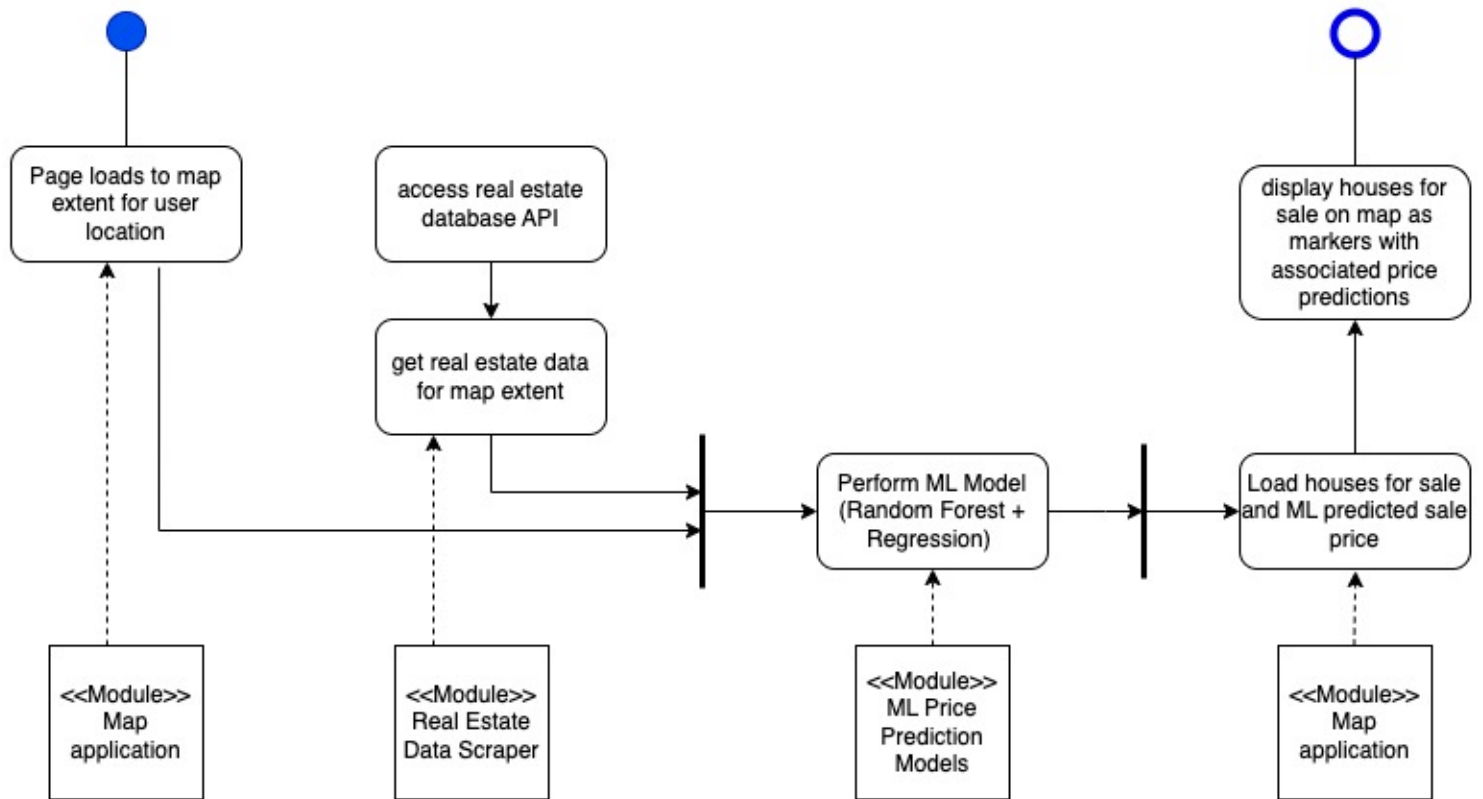 Page loads to map
extent for user
location
access real estate
database API
get real estate data
for map extent
Perform ML Model
(Random Forest +
Regression)
Load houses for sale
and ML predicted sale
price
display houses for
sale on map as
markers with
associated price
predictions
<<Module>>
Map
application
<<Module>>
Real Estate
Data Scraper
<<Module>>
ML Price
Prediction
Models
<<Module>>
Map
application